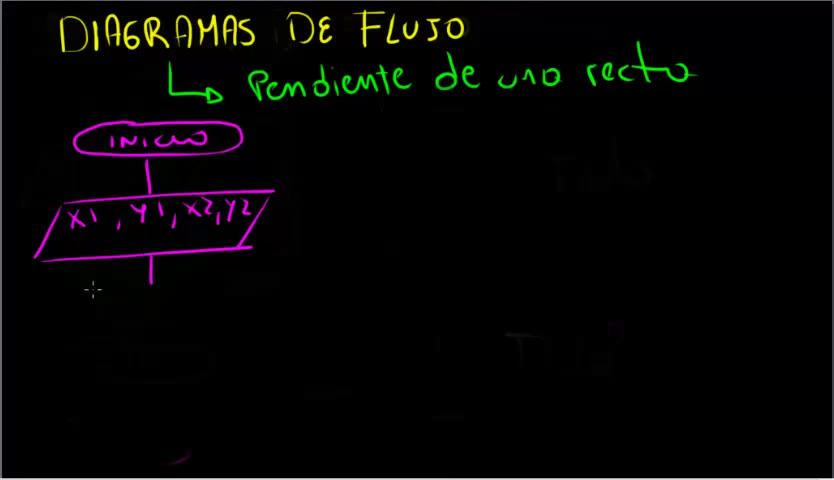 DIAGRAMAS DE FLUJO
Pendiente de una recta
INICIO
X1, Y1, X2, Y2